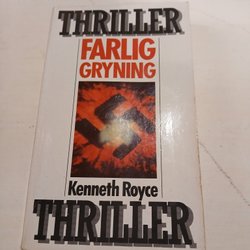 THRILLER
FARLIG
GRYNING
Kenneth Royce
THRILLER